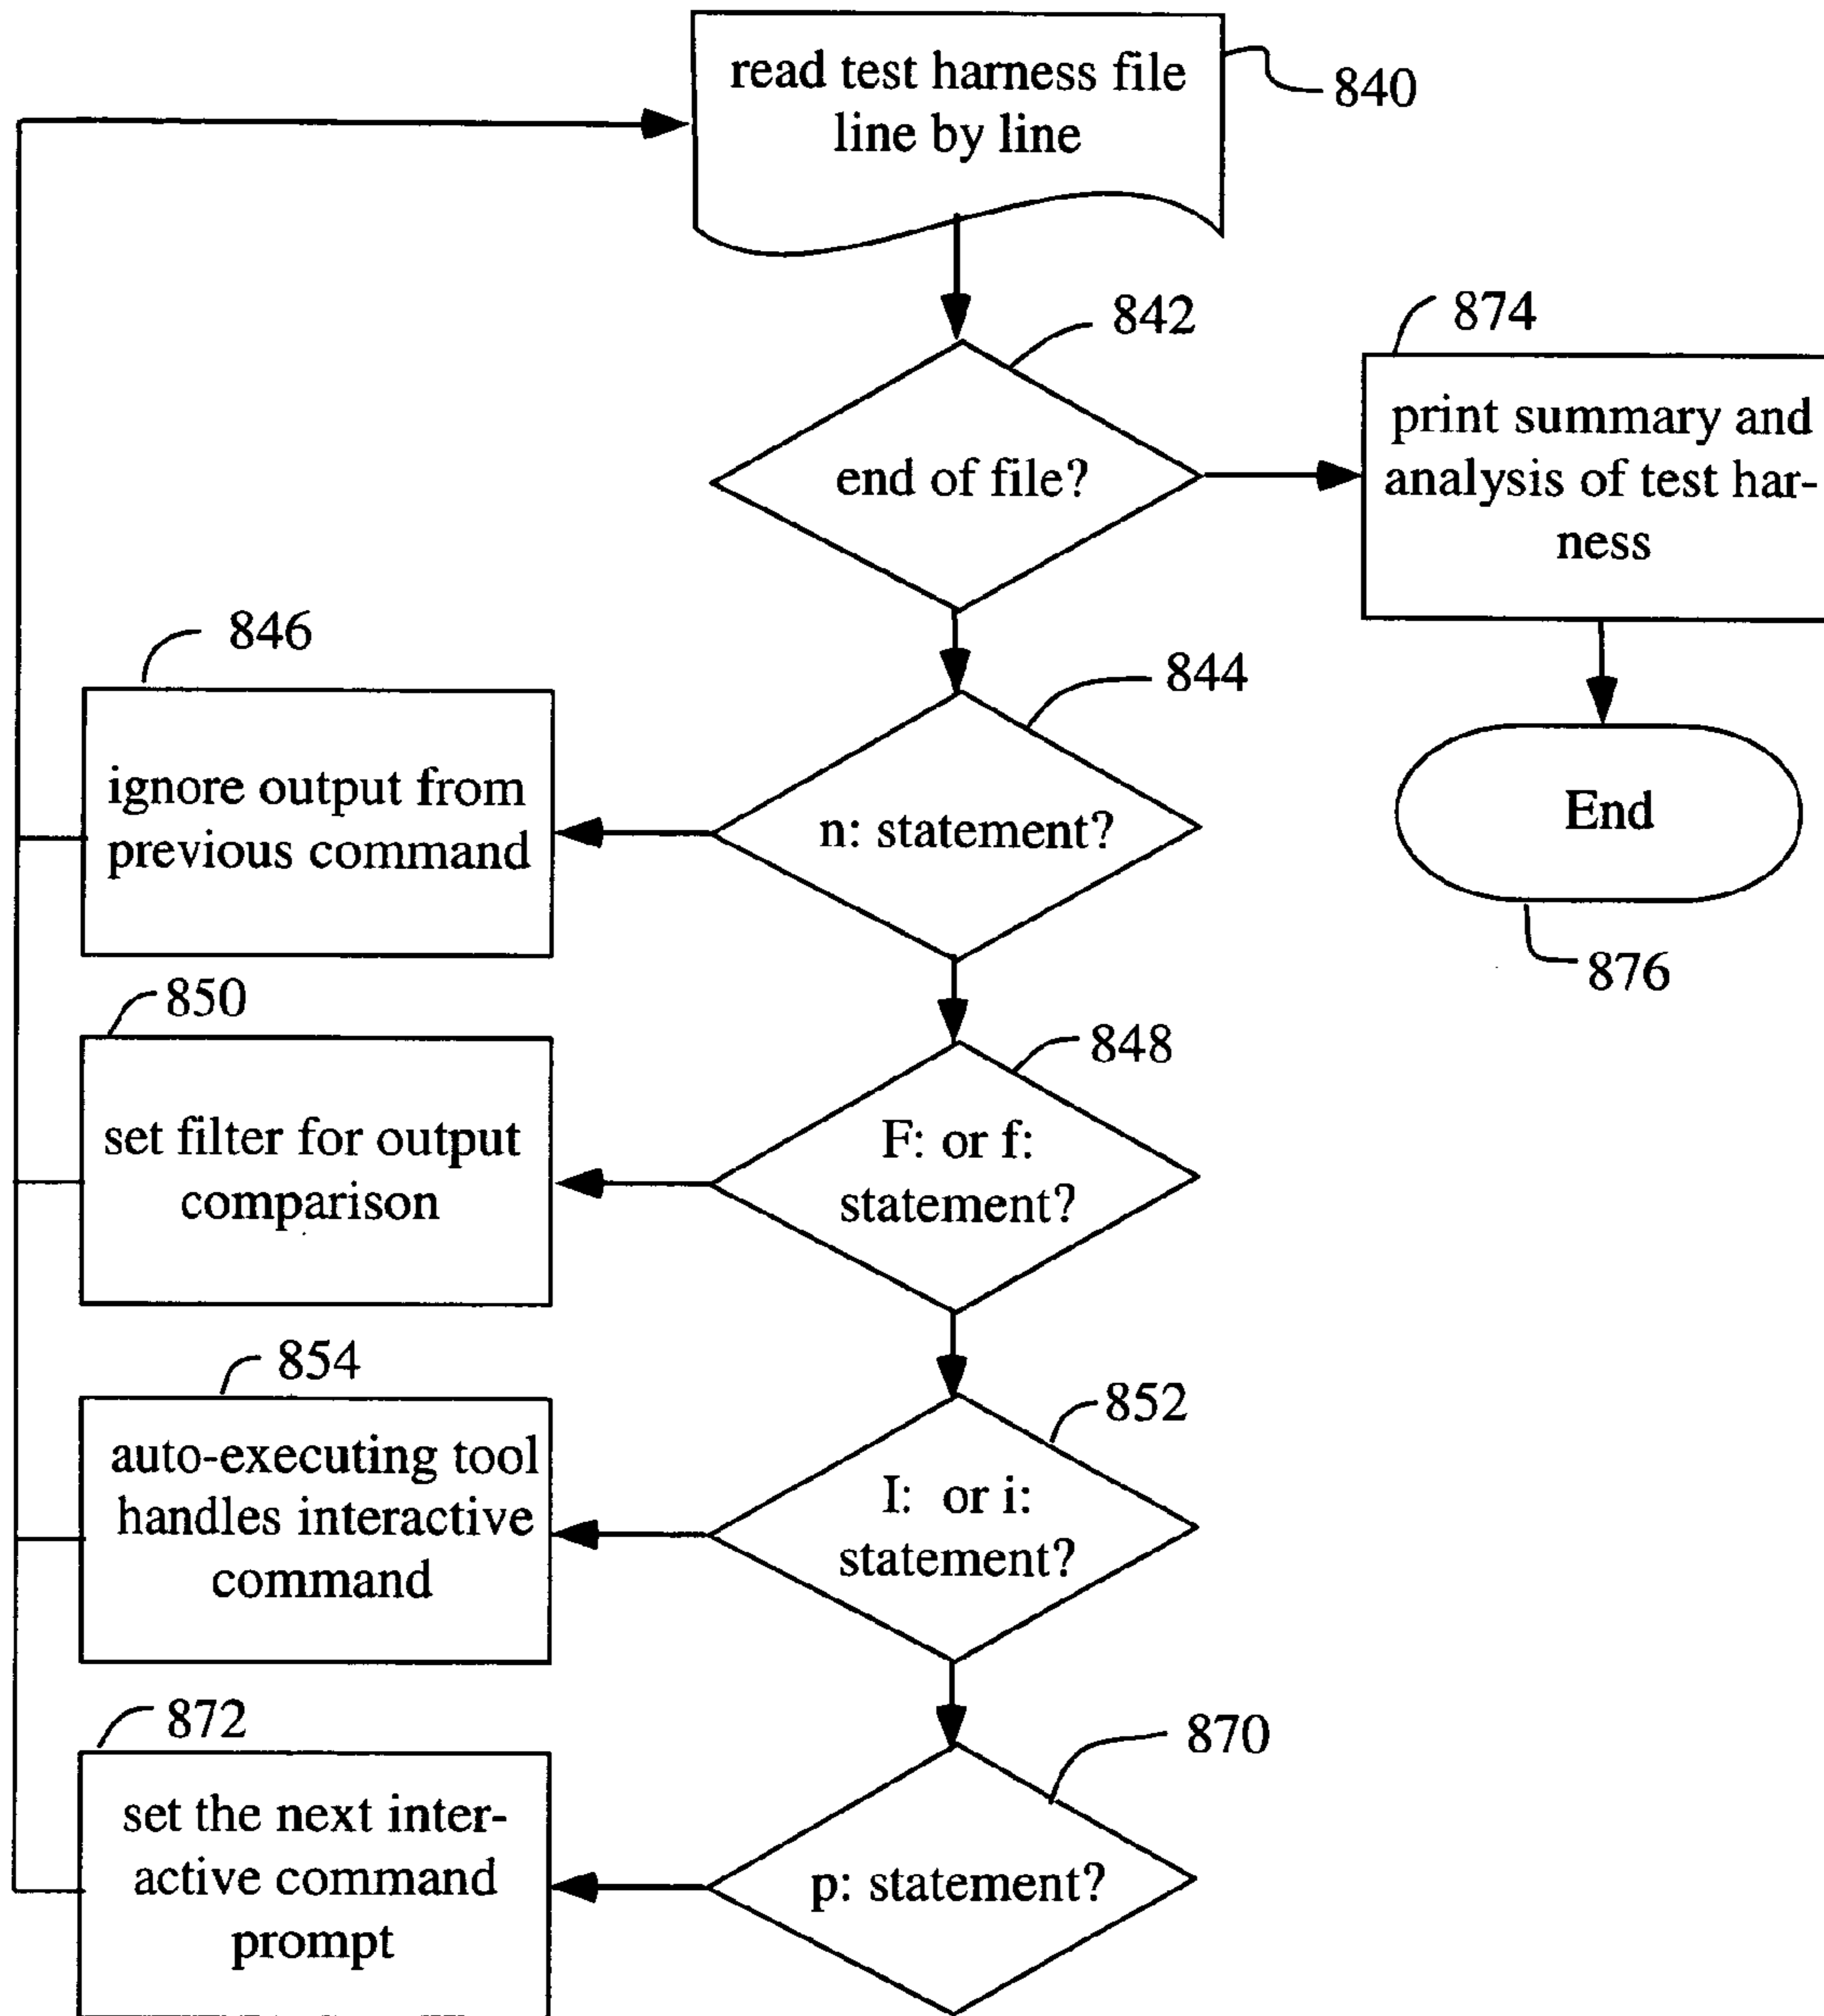 read test harness file
line by line
840
842
874
end of file?
print summary and
analysis of test har-
ness
846
844
ignore output from
previous command
n: statement?
End
876
850
848
set filter for output
comparison
F: or f:
statement?
854
852
auto-executing tool
handles interactive
command
I: or i:
statement?
872
870
set the next inter-
active command
prompt
p: statement?